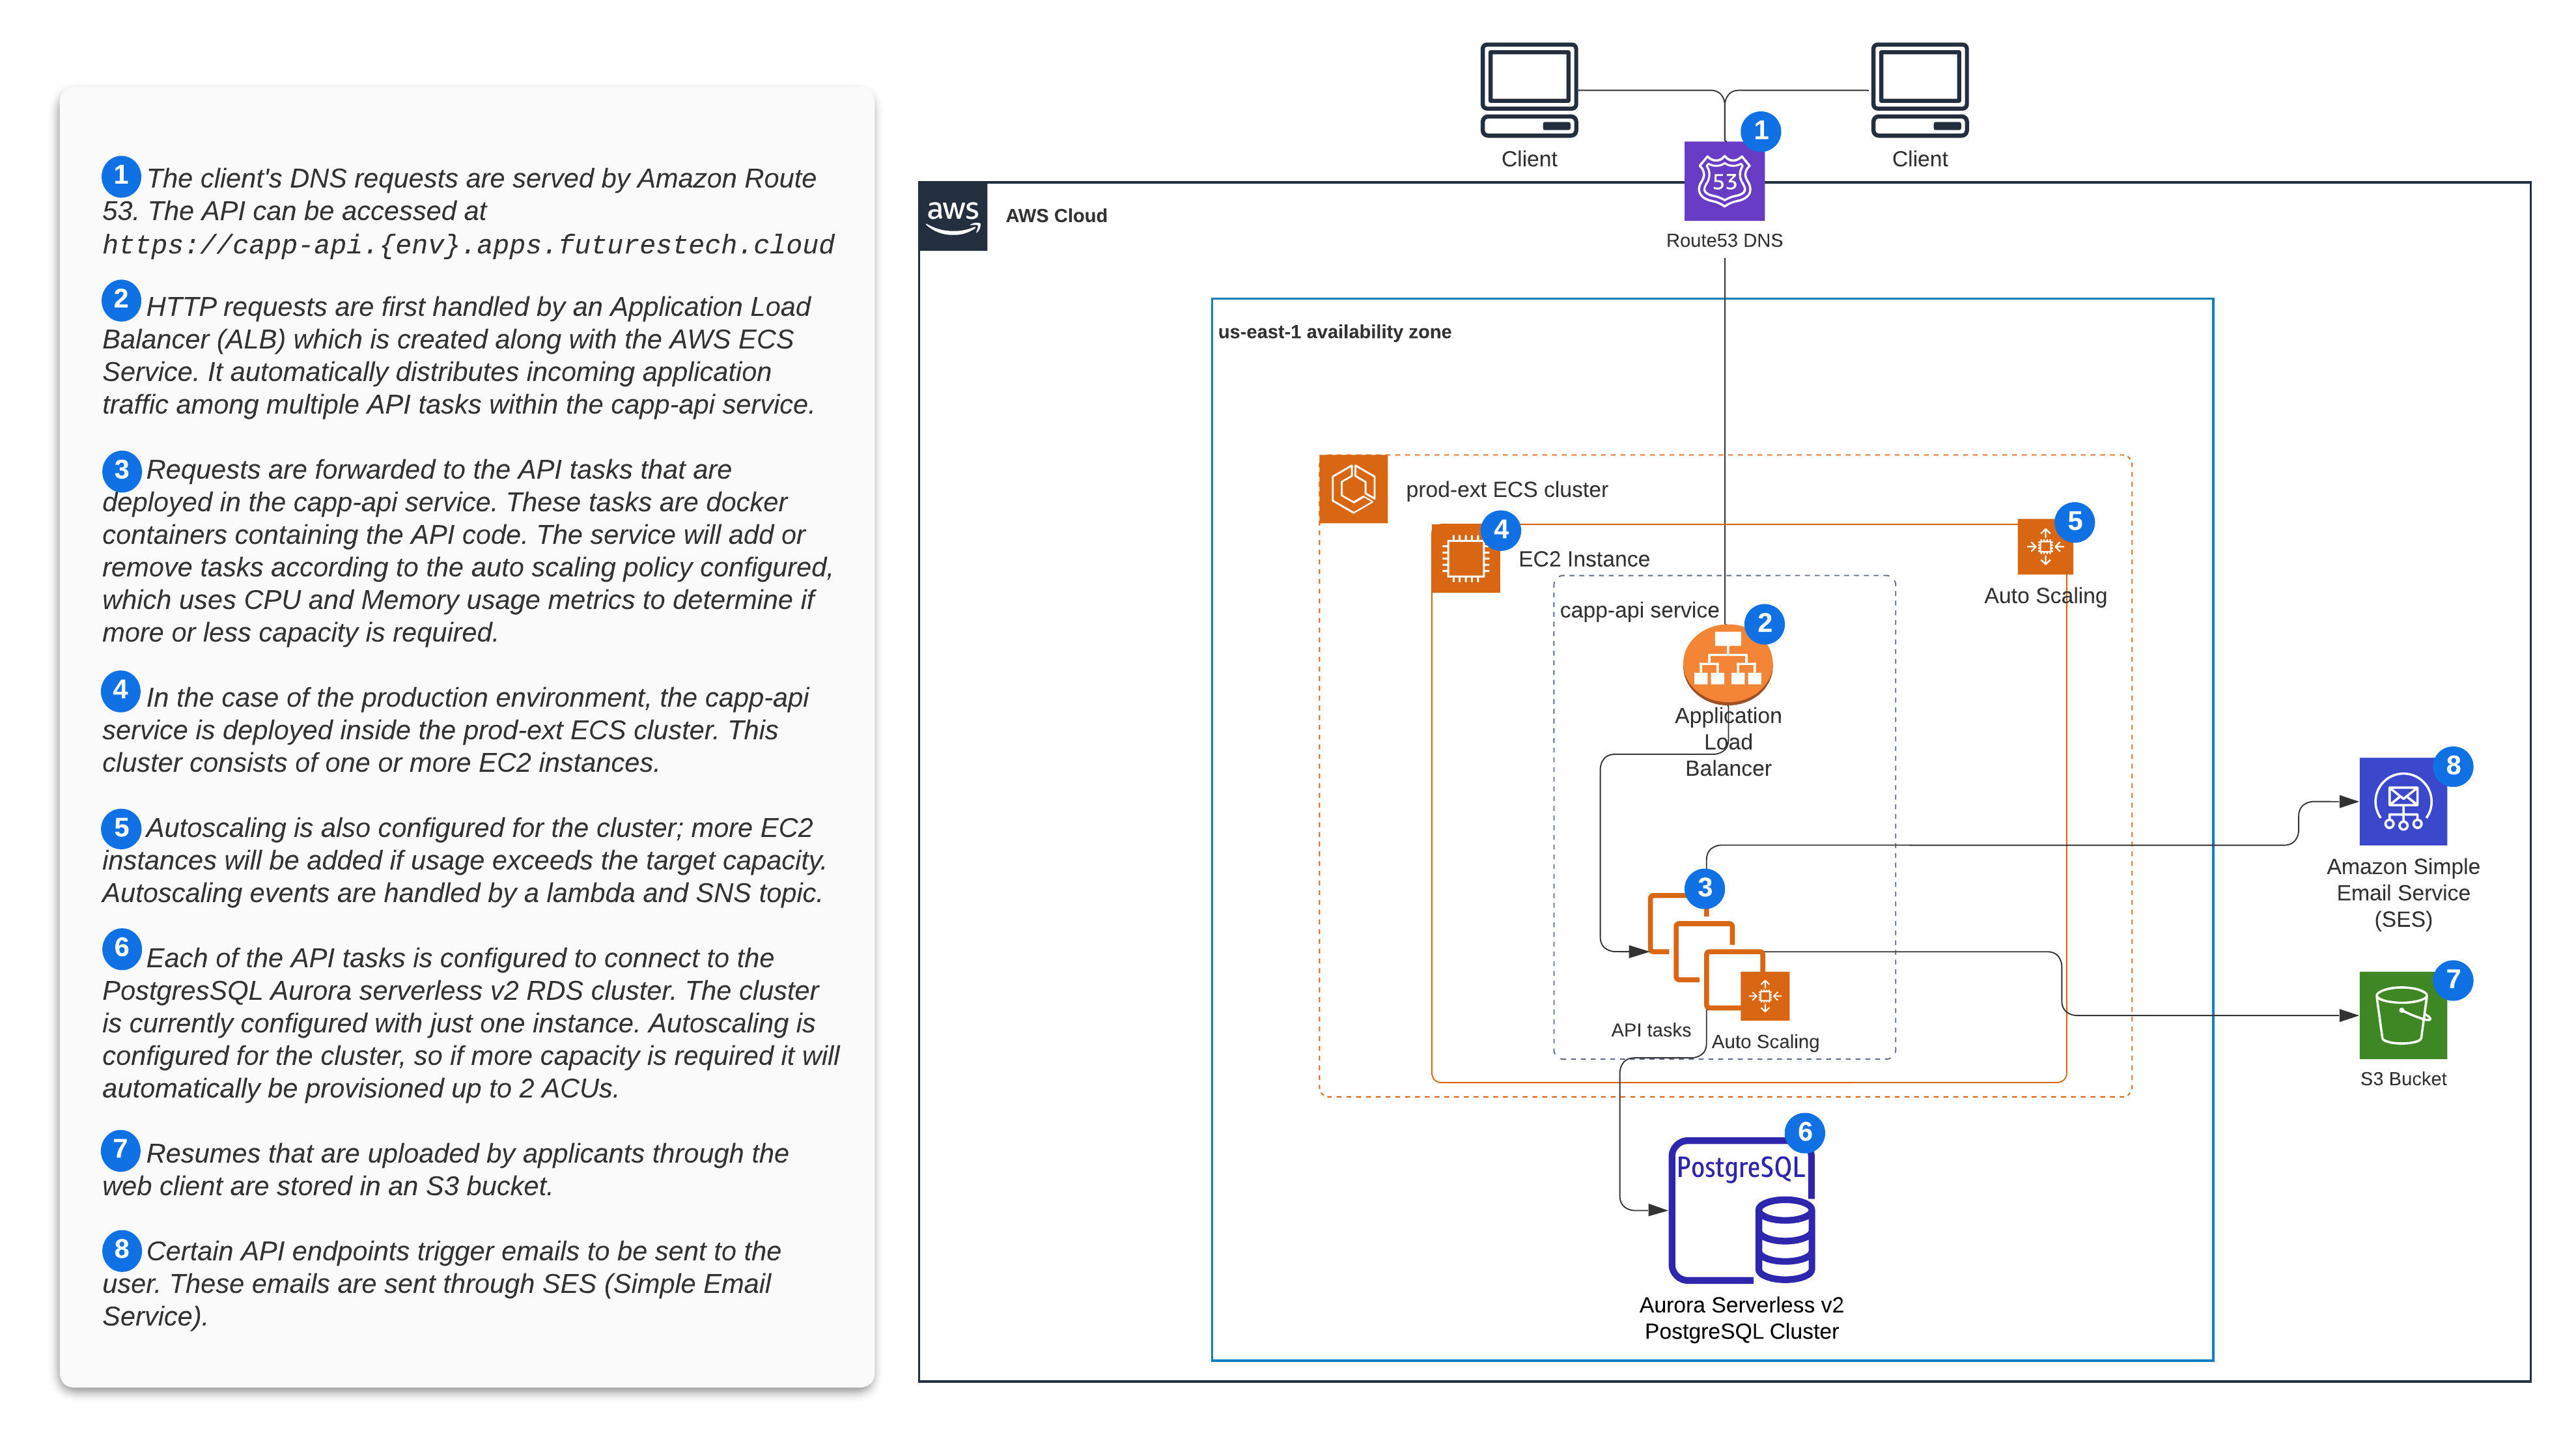 1 The client's DNS requests are served by Amazon Route
53. The API can be accessed at
https://capp-api.{env}.apps.futurestech.cloud
2 HTTP requests are first handled by an Application Load
Balancer (ALB) which is created along with the AWS ECS
Service. It automatically distributes incoming application
traffic among multiple API tasks within the capp-api service.
3 Requests are forwarded to the API tasks that are
deployed in the capp-api service. These tasks are docker
containers containing the API code. The service will add or
remove tasks according to the auto scaling policy configured,
which uses CPU and Memory usage metrics to determine if
more or less capacity is required.
4 In the case of the production environment, the capp-api
service is deployed inside the prod-ext ECS cluster. This
cluster consists of one or more EC2 instances.
5 Autoscaling is also configured for the cluster; more EC2
instances will be added if usage exceeds the target capacity.
Autoscaling events are handled by a lambda and SNS topic.
6 Each of the API tasks is configured to connect to the
PostgresSQL Aurora serverless v2 RDS cluster. The cluster
is currently configured with just one instance. Autoscaling is
configured for the cluster, so if more capacity is required it will
automatically be provisioned up to 2 ACUs.
7 Resumes that are uploaded by applicants through the
web client are stored in an S3 bucket.
8 Certain API endpoints trigger emails to be sent to the
user. These emails are sent through SES (Simple Email
Service).
Client
Client
1
53
Route53 DNS
aws
AWS Cloud
us-east-1 availability zone
prod-ext ECS cluster
4
EC2 Instance
5
Auto Scaling
capp-api service
2
Application
Load
Balancer
3
API tasks
Auto Scaling
8
Amazon Simple
Email Service
(SES)
7
S3 Bucket
6
PostgreSQL
Aurora Serverless v2
PostgreSQL Cluster